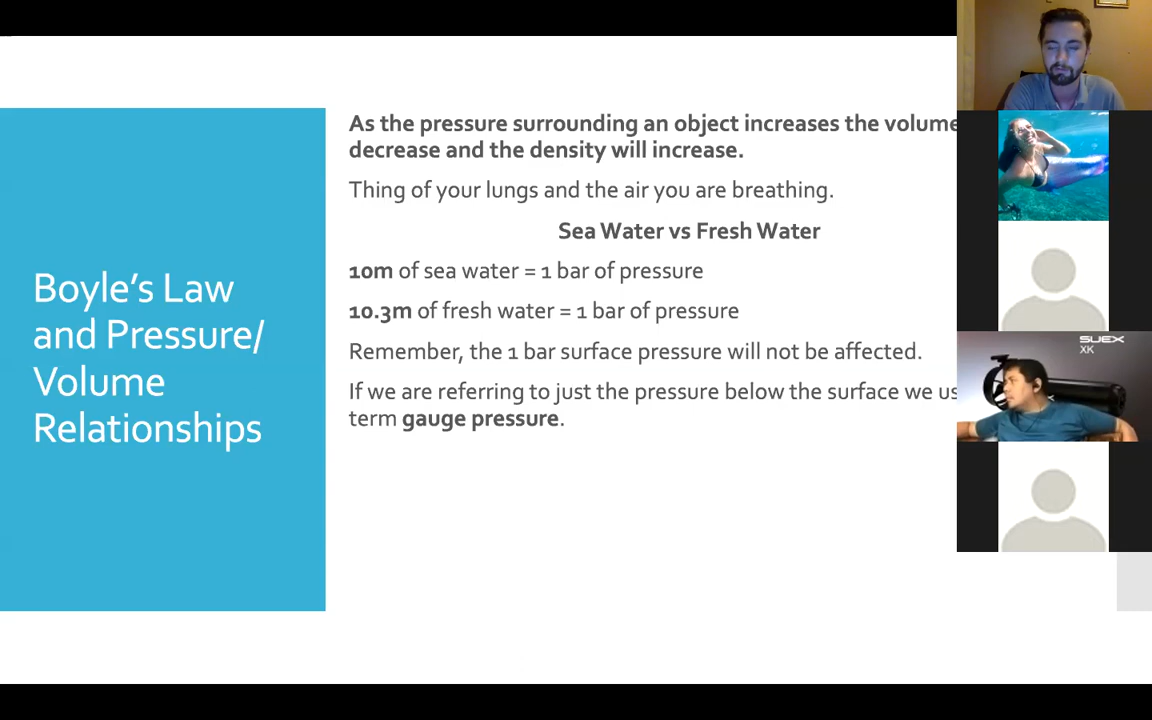 As the pressure surrounding an object increases the volume
decrease and the density will increase.
Thing of your lungs and the air you are breathing.
Sea Water vs Fresh Water
10m of sea water = 1 bar of pressure
10.3m of fresh water = 1 bar of pressure
Remember, the 1 bar surface pressure will not be affected.
If we are referring to just the pressure below the surface we us
term gauge pressure.
Boyle's Law
and Pressure/
Volume
Relationships
SUEX
XK